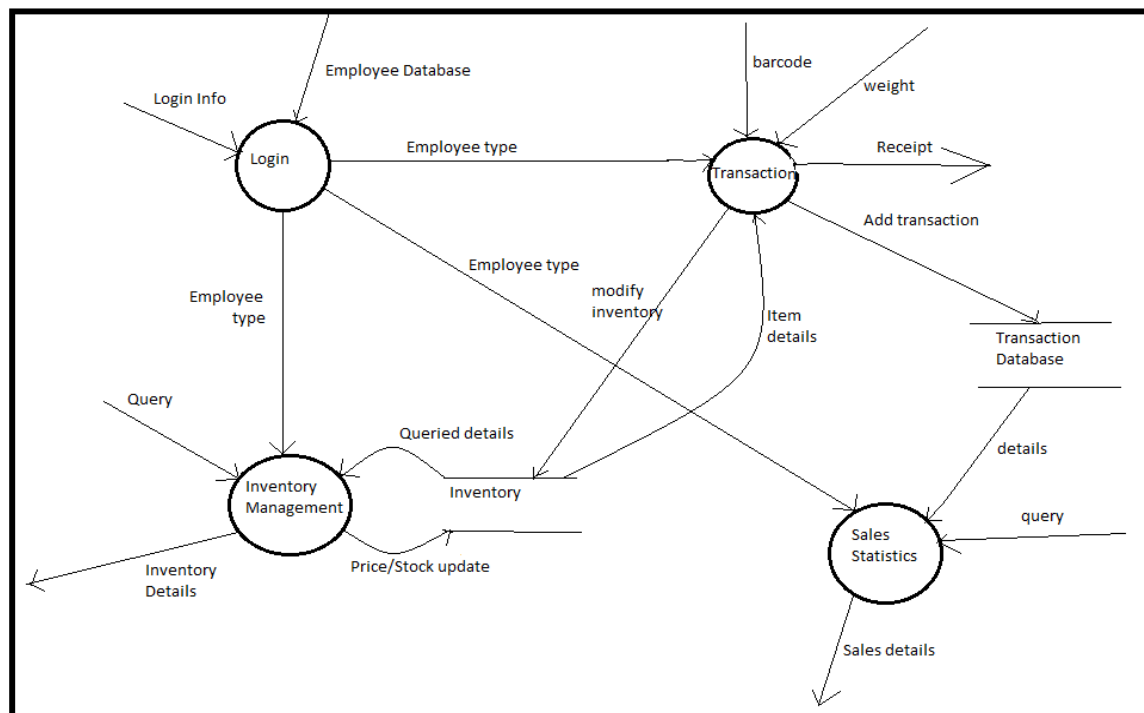 barcode
Employee Database
weight
Login Info
Employee type
Receipt
Login
Transaction
Add transaction
Employee type
modify
inventory
Employee
type
Item
details
Transaction
Database
Query
Queried details
details
Inventory
Management
Inventory
query
Sales
Statistics
Price/Stock update
Inventory
Details
Sales details